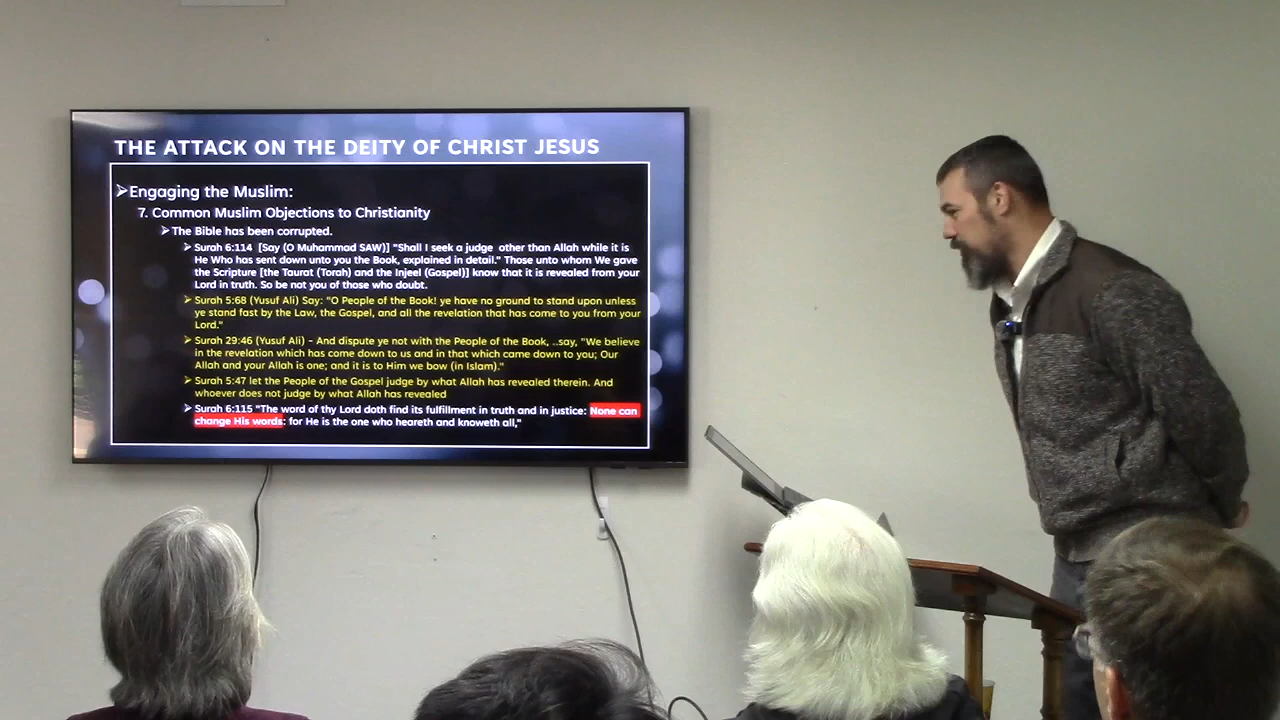 THE ATTACK ON THE DEITY OF CHRIST JESUS
Engaging the Muslim:
7. Common Muslim Objections to Christianity
The Bible has been corrupted.
Surah 6:114 [Say (O Muhammad SAW)] "Shall I seek a judge other than Allah while it is
He Who has sent down unto you the Book, explained in detail." Those unto whom We gave
the Scripture [the Taurat (Torah) and the Injeel (Gospel)] know that it is revealed from your
Lord in truth. So be not you of those who doubt.
Surah 5:68 (Yusuf Ali) Say: "O People of the Book! ye have no ground to stand upon unless
ye stand fast by the Law, the Gospel, and all the revelation that has come to you from your
Lord."
Surah 29:46 (Yusuf Ali) - And dispute ye not with the People of the Book, ..say, "We believe
in the revelation which has come down to us and in that which came down to you; Our
Allah and your Allah is one; and it is to Him we bow (in Islam)."
Surah 5:47 let the People of the Gospel judge by what Allah has revealed therein. And
whoever does not judge by what Allah has revealed
Surah 6:115 "The word of thy Lord doth find its fulfillment in truth and in justice: None can
change His words: for He is the one who heareth and knoweth all,"